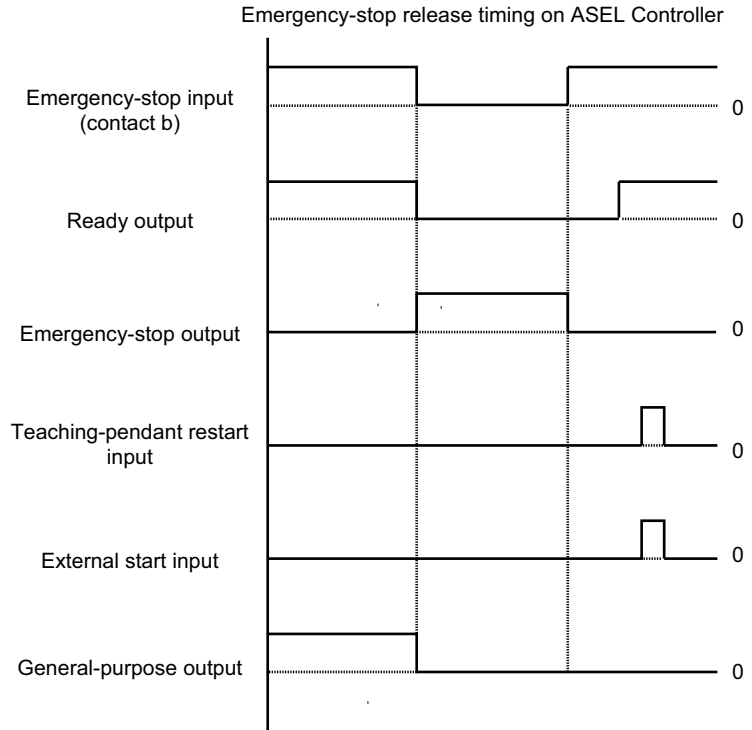 Emergency-stop release timing on ASEL Controller
Emergency-stop input
(contact b)
0
Ready output
0
Emergency-stop output
0
Teaching-pendant restart
input
0
External start input
0
General-purpose output
0